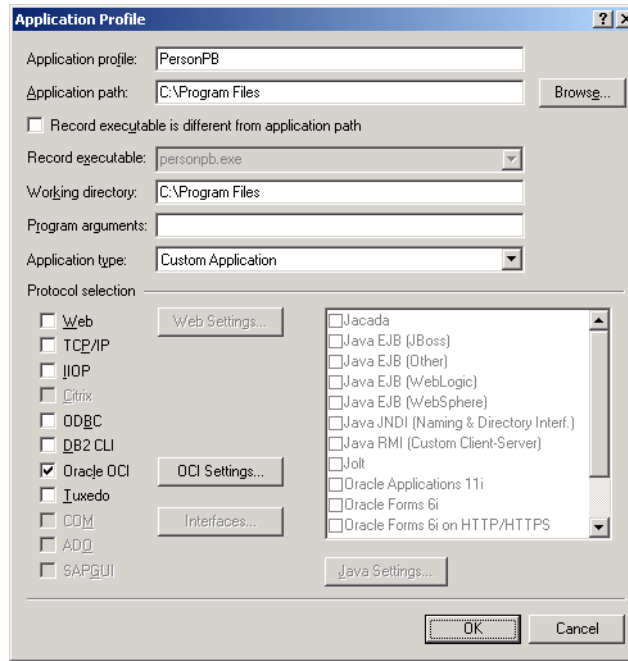 Application Profile
Application profile: PersonPB
Application path: C:\Program Files Browse...
Record executable is different from application path
Record executable: personpb.exe
Working directory: C:\Program Files
Program arguments:
Application type: Custom Application
Protocol selection
Web Web Settings...
TCP/IP
IIOP
Citrix
ODBC
DB2 CLI
Oracle OCI OCI Settings...
Tuxedo
COM Interfaces...
ADO
SAPGUI
Jacada
Java EJB (JBoss)
Java EJB (Other)
Java EJB (WebLogic)
Java EJB (WebSphere)
Java JNDI (Naming & Directory Interf.)
Java RMI (Custom Client-Server)
Jolt
Oracle Applications 11i
Oracle Forms 6i
Oracle Forms 6i on HTTP/HTTPS
Java Settings...
OK Cancel